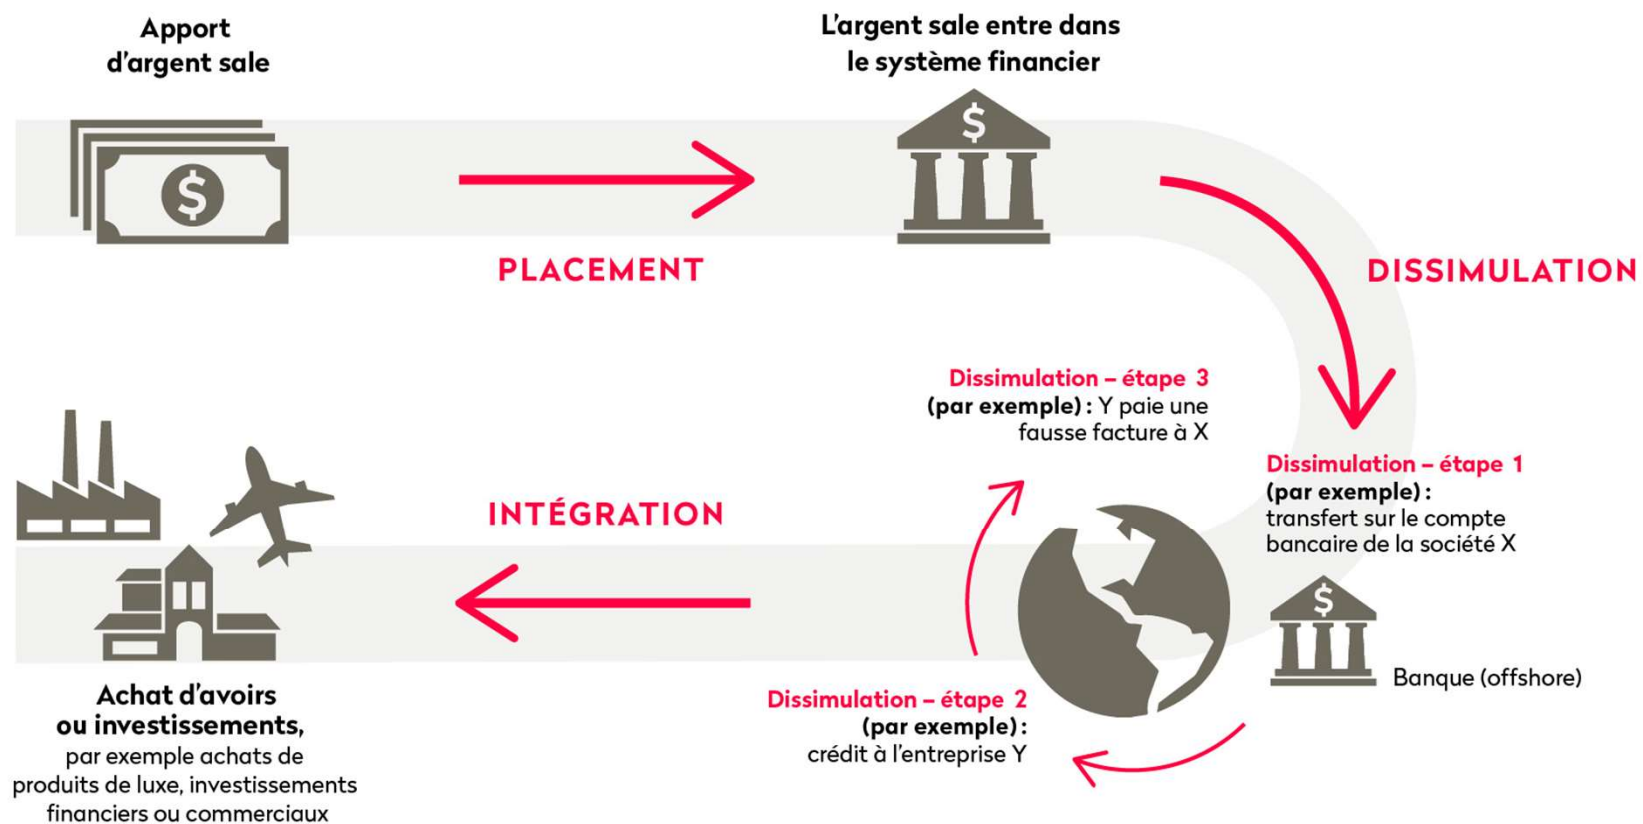 Apport
d'argent sale
L'argent sale entre dans
le système financier
$
$
PLACEMENT
DISSIMULATION
Dissimulation – étape 3
(par exemple) : Y paie une
fausse facture à X
Dissimulation – étape 1
(par exemple) :
transfert sur le compte
bancaire de la société X
$
Banque (offshore)
Dissimulation – étape 2
(par exemple) :
crédit à l'entreprise Y
INTÉGRATION
Achat d'avoirs
ou investissements,
par exemple achats de
produits de luxe, investissements
financiers ou commerciaux